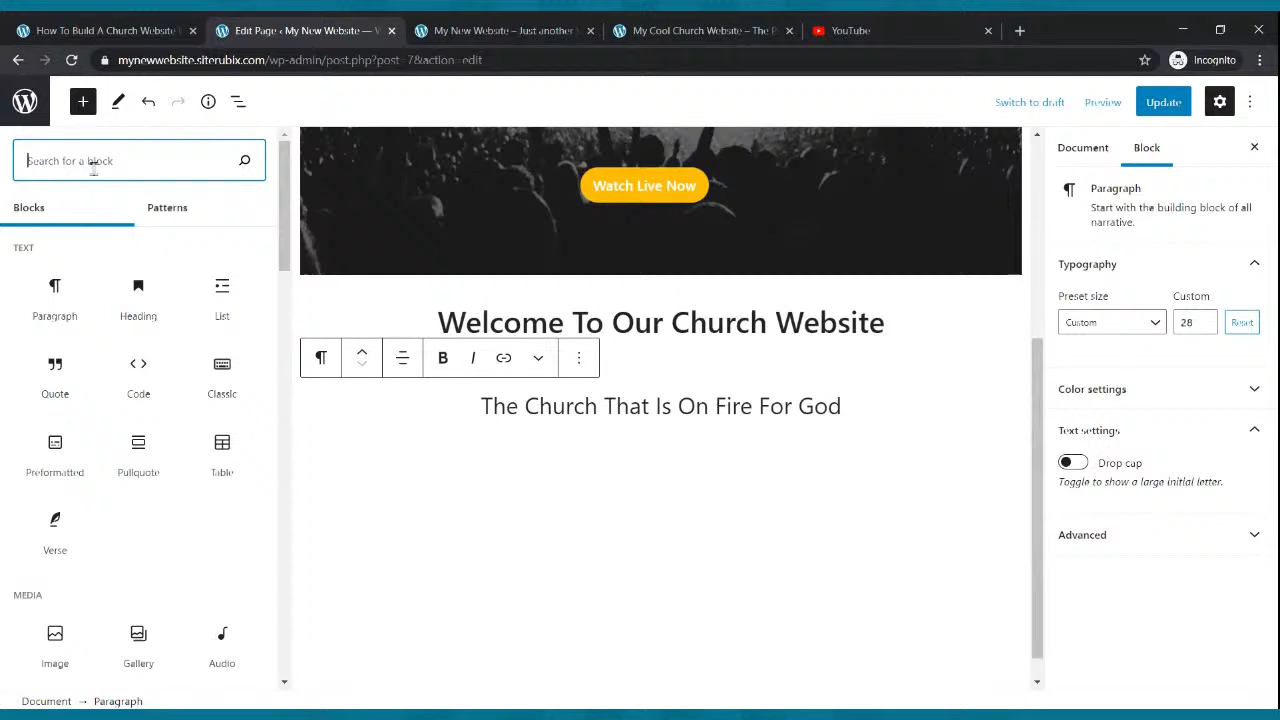 How To Build A Church Website
Edit Page ‹ My New Website — W
My New Website – Just another
My Cool Church Website – The P
YouTube
mynewwebsite.siterubix.com/wp-admin/post.php?post=7&action=edit
Incognito
Switch to draft
Preview
Update
Search for a block
Blocks
Patterns
TEXT
Paragraph
Heading
List
Quote
Code
Classic
Preformatted
Pullquote
Table
Verse
MEDIA
Image
Gallery
Audio
Document → Paragraph
Watch Live Now
Welcome To Our Church Website
B I
The Church That Is On Fire For God
Document
Block
Paragraph
Start with the building block of all
narrative.
Typography
Preset size
Custom
Custom
28
Reset
Color settings
Text settings
Drop cap
Toggle to show a large initial letter.
Advanced